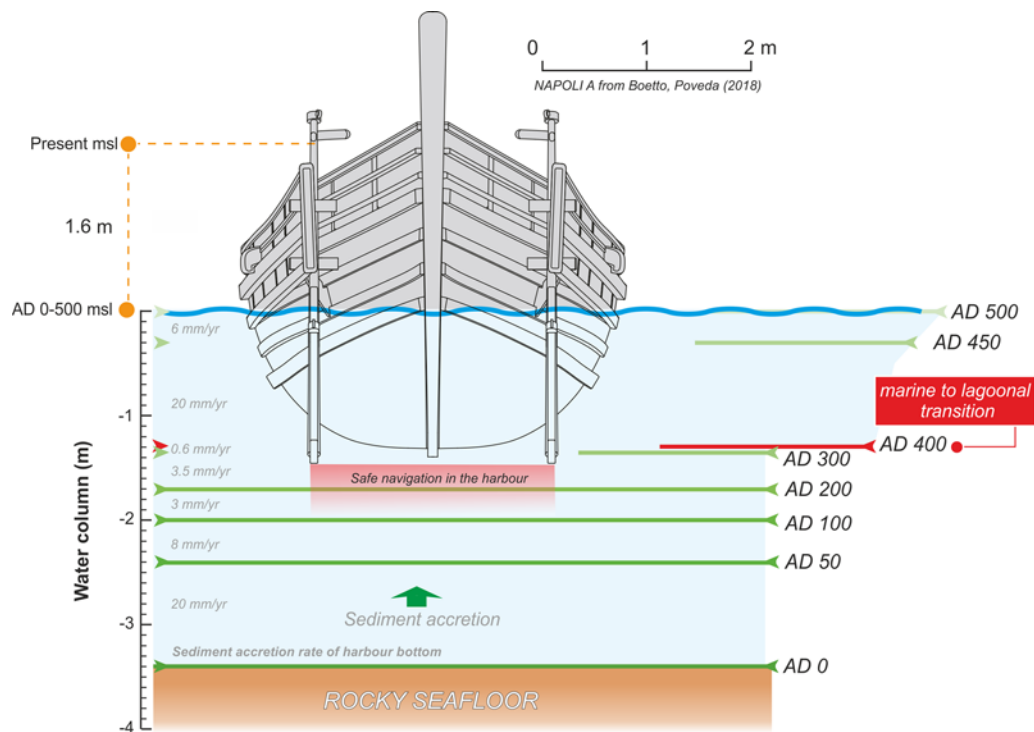 0 1 2 m
NAPOLI A from Boetto, Poveda (2018)
Present msl
1.6 m
AD 0-500 msl
AD 500
6 mm/yr
AD 450
20 mm/yr
marine to lagoonal
transition
-1
0.6 mm/yr
AD 400
AD 300
3.5 mm/yr
Safe navigation in the harbour
AD 200
3 mm/yr
-2
AD 100
8 mm/yr
AD 50
Water column (m)
20 mm/yr
Sediment accretion
-3
Sediment accretion rate of harbour bottom
AD 0
ROCKY SEAFLOOR
-4